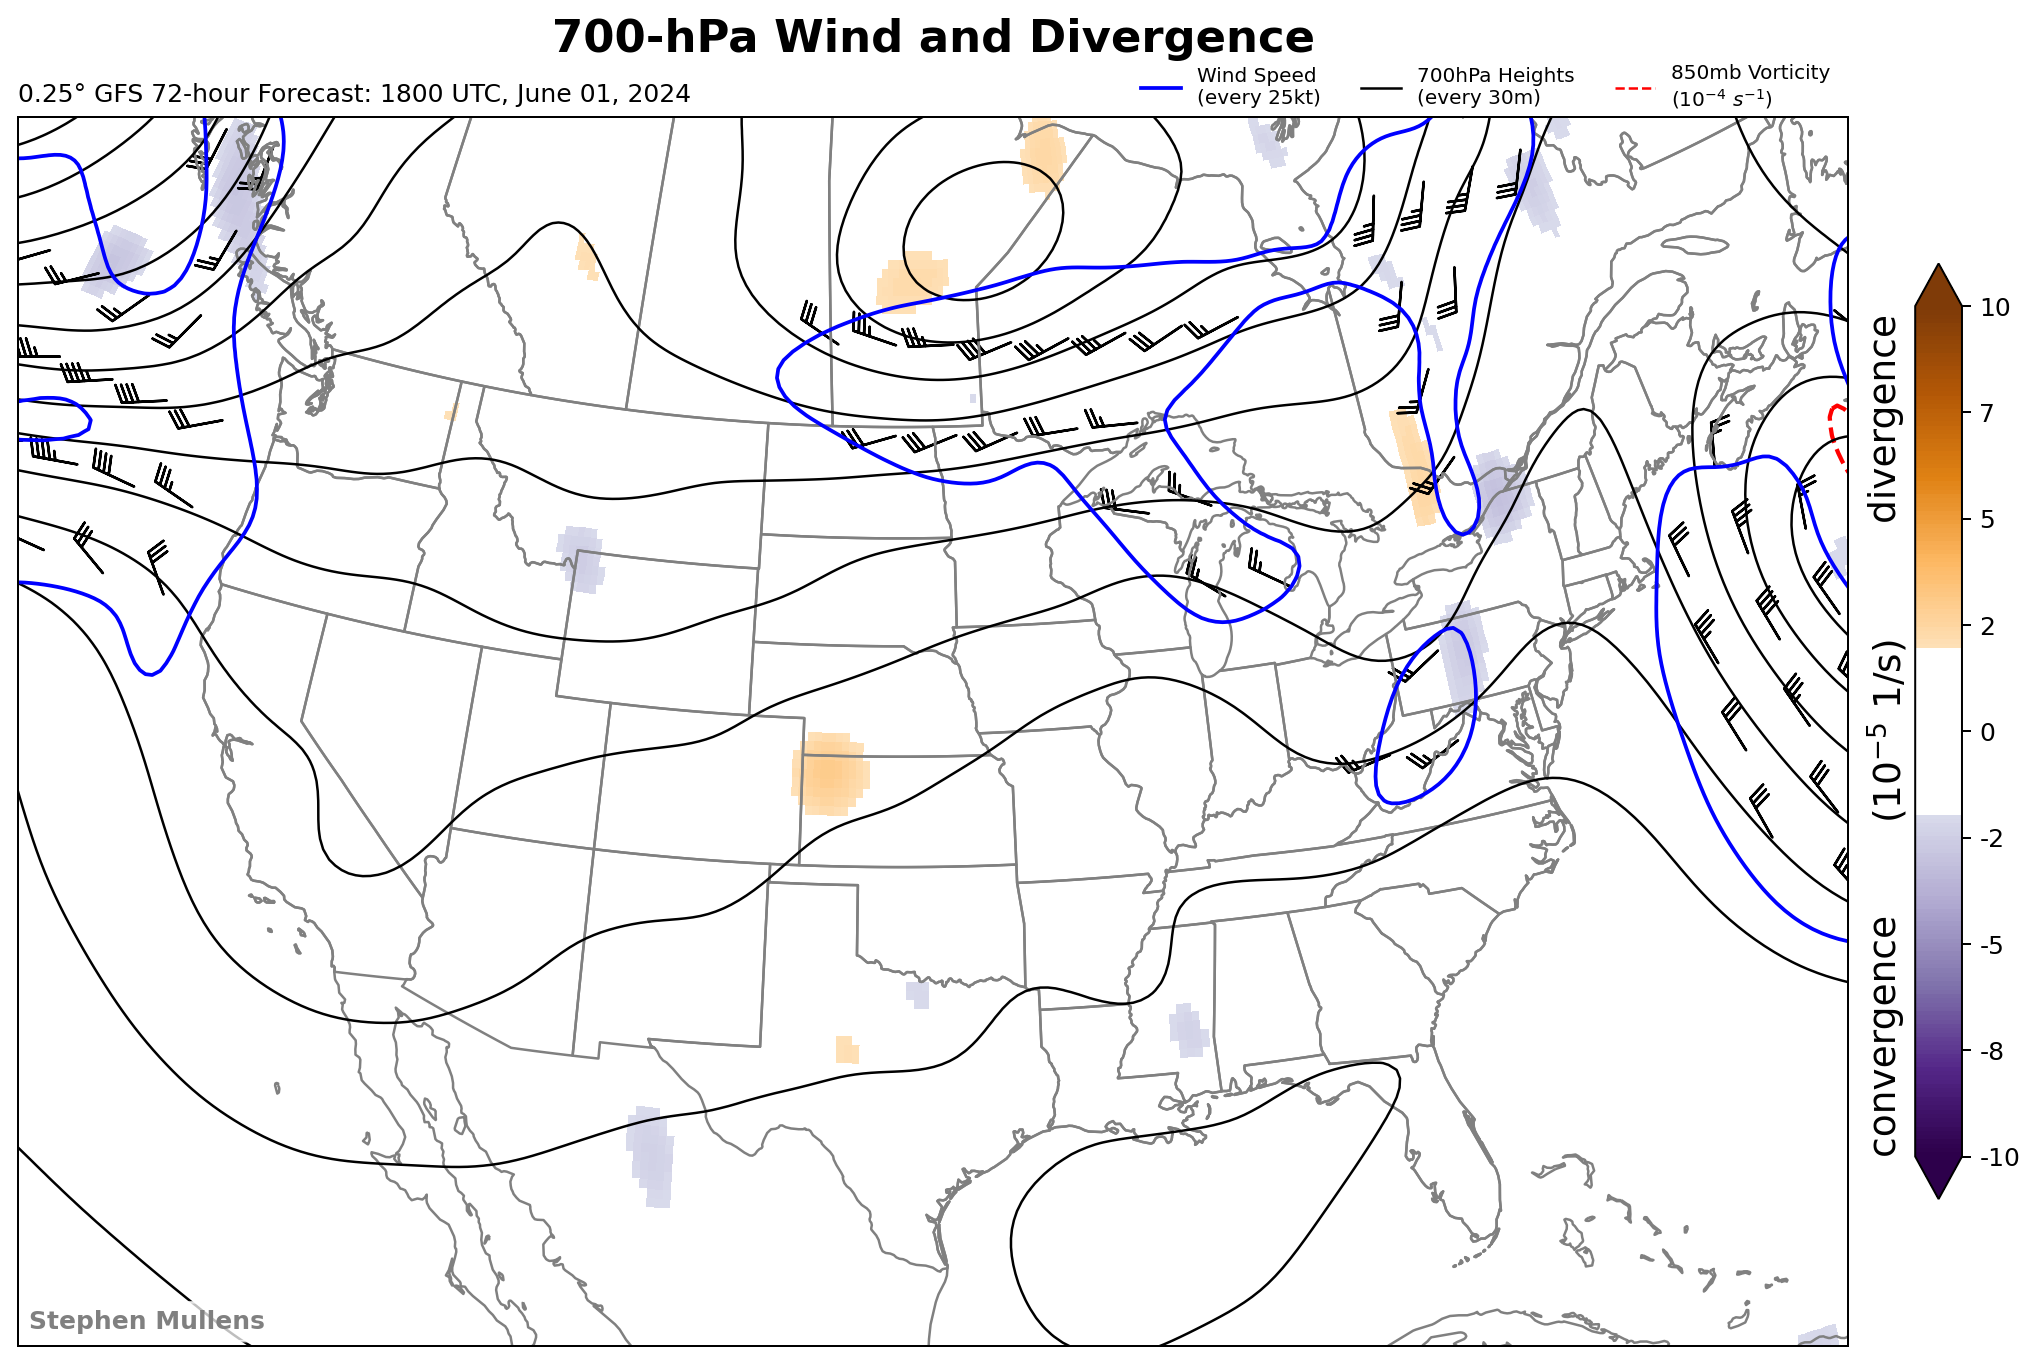 700-hPa Wind and Divergence
0.25° GFS 72-hour Forecast: 1800 UTC, June 01, 2024
Wind Speed
(every 25kt)
700hPa Heights
(every 30m)
850mb Vorticity
(10⁻⁴ s⁻¹)
10
7
5
2
0
-2
-5
-8
-10
convergence (10⁻⁵ 1/s) divergence
Stephen Mullens